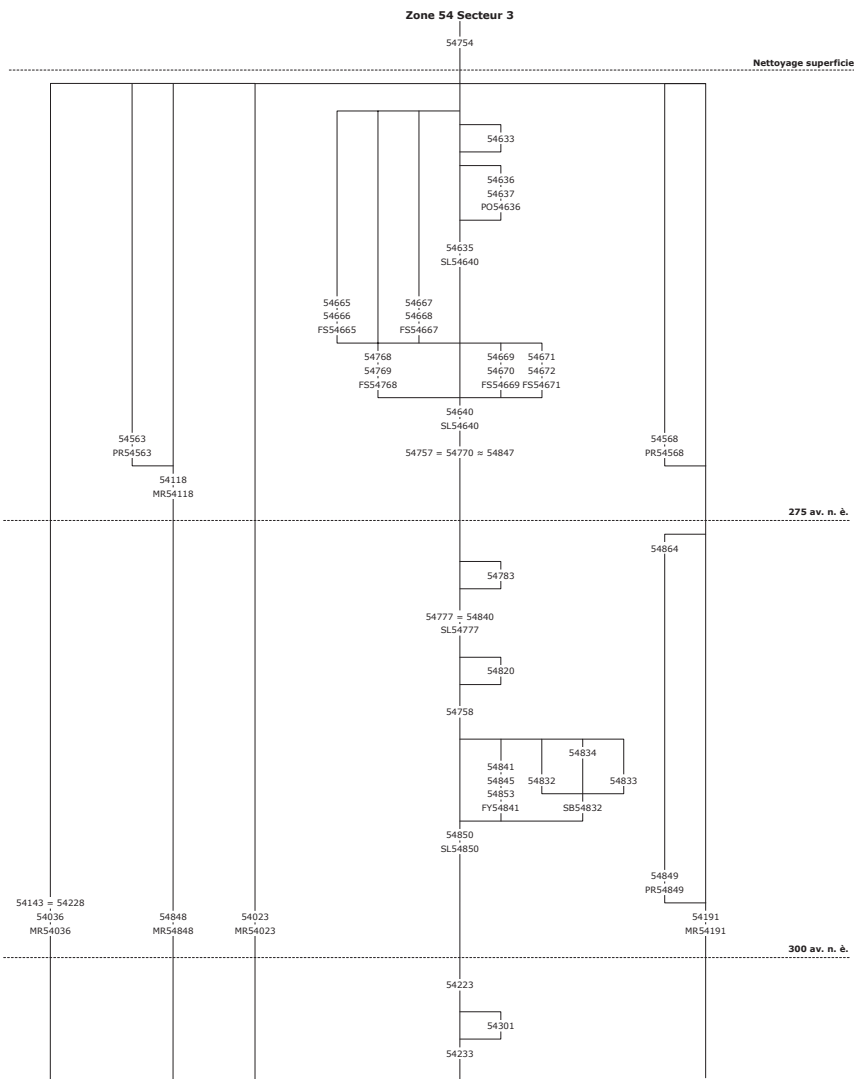 Zone 54 Secteur 3
54754
Nettoyage superficie
54633
54636
54637
PO54636
54635
SL54640
54665
54666
FS54665
54667
54668
FS54667
54768
54769
FS54768
54669
54670
FS54669
54671
54672
FS54671
54640
SL54640
54563
PR54563
54757 = 54770 ≈ 54847
54568
PR54568
54118
MR54118
275 av. n. è.
54864
54783
54777 = 54840
SL54777
54820
54758
54841
54845
54853
FY54841
54832
54834
54833
SB54832
54850
SL54850
54849
PR54849
54143 = 54228
54036
MR54036
54848
MR54848
54023
MR54023
54191
MR54191
300 av. n. è.
54223
54301
54233